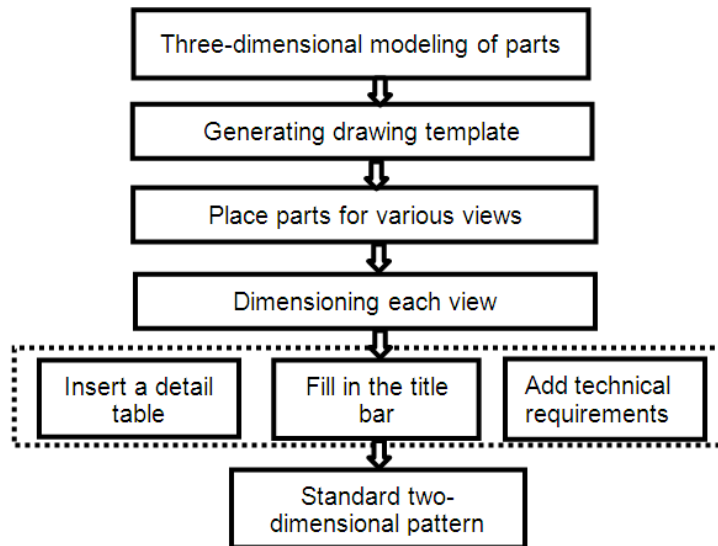 Three-dimensional modeling of parts
Generating drawing template
Place parts for various views
Dimensioning each view
Insert a detail
table
Fill in the title
bar
Add technical
requirements
Standard two-
dimensional pattern